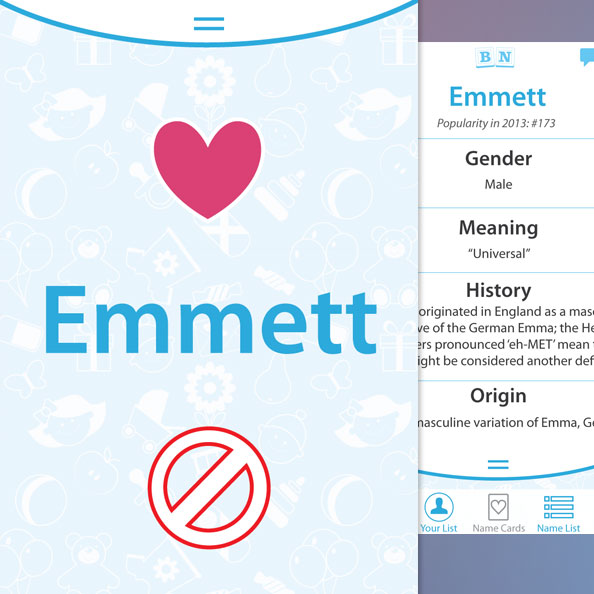 Emmett
BN
Emmett
Popularity in 2013: #173
Gender
Male
Meaning
“Universal”
History
originated in England as a mas
ve of the German Emma; the He
ers pronounced ‘eh-MET’ mean
ight be considered another def
Origin
masculine variation of Emma, G
Your List
Name Cards
Name List